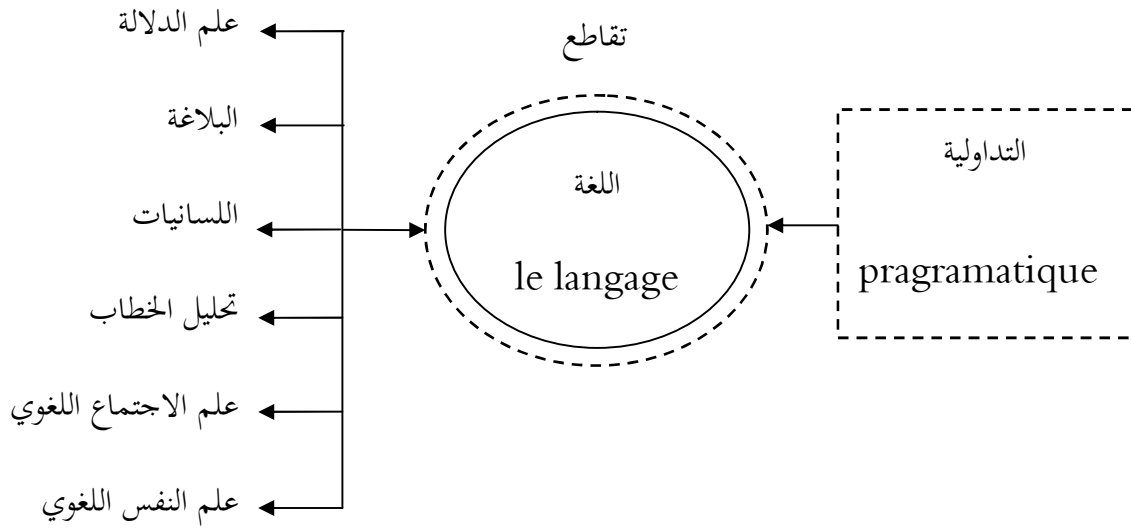 تقاطع
التداولية
pragramatique
اللغة
le langage
علم الدلالة
البلاغة
اللسانيات
تحليل الخطاب
علم الاجتماع اللغوي
علم النفس اللغوي